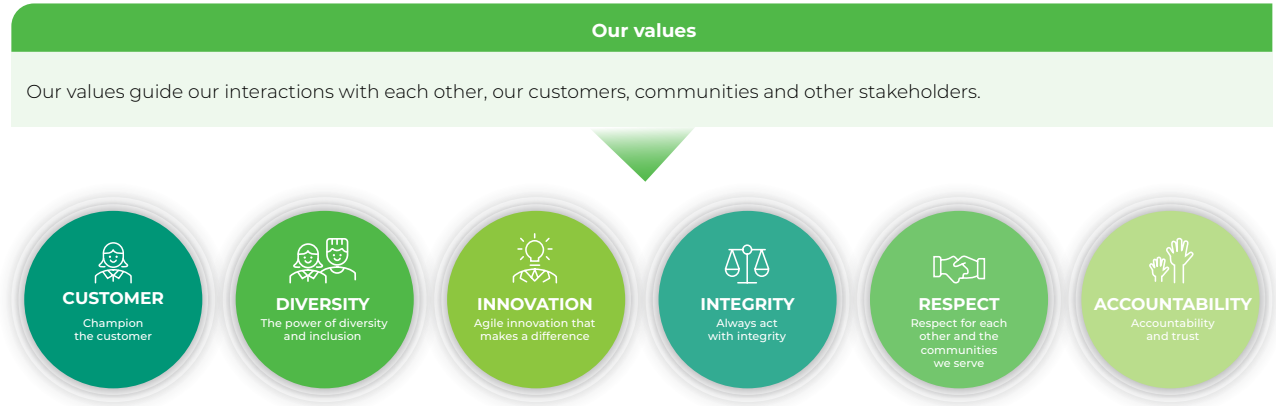 Our values
Our values guide our interactions with each other, our customers, communities and other stakeholders.
CUSTOMER
Champion
the customer
DIVERSITY
The power of diversity
and inclusion
INNOVATION
Agile innovation that
makes a difference
INTEGRITY
Always act
with integrity
RESPECT
Respect for each
other and the
communities
we serve
ACCOUNTABILITY
Accountability
and trust